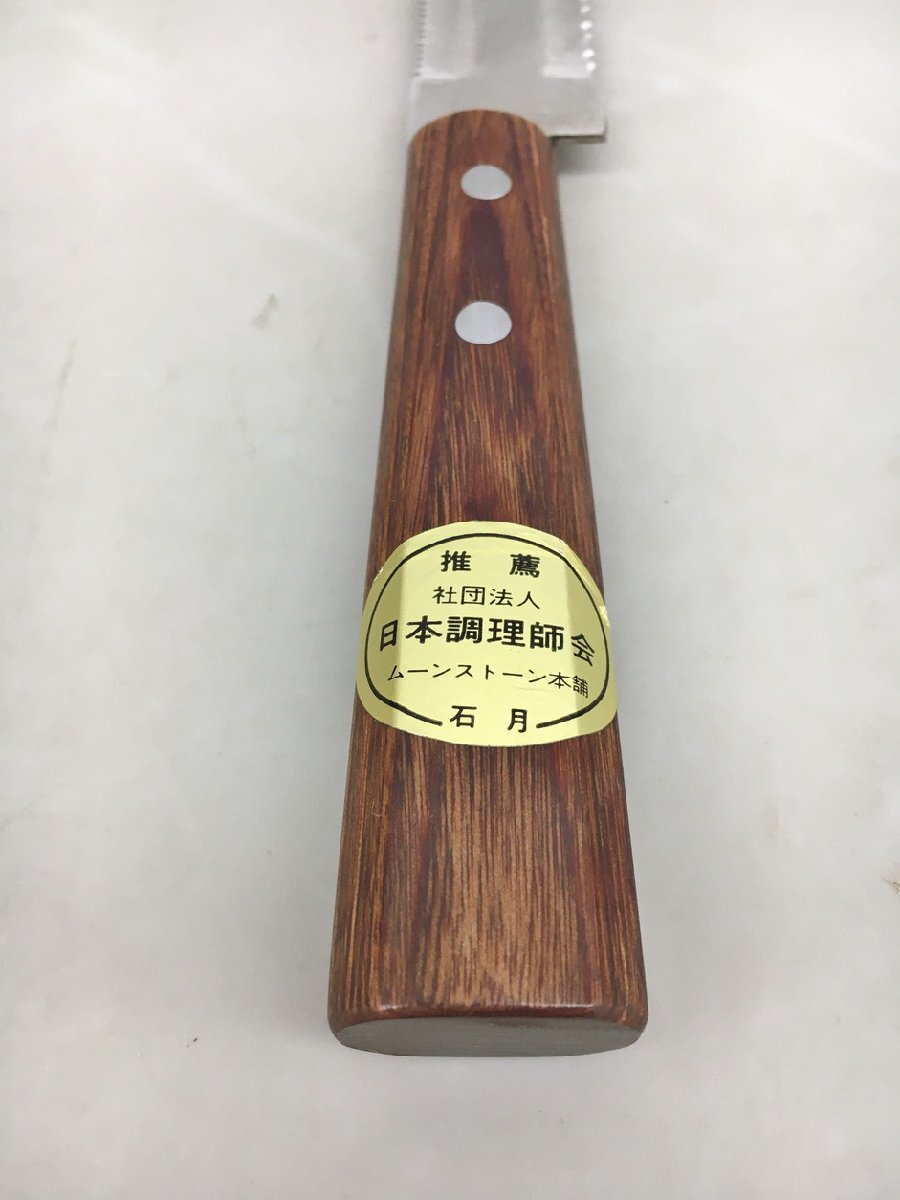 推薦
社団法人
日本調理師会
ムーンストーン本舗
石月